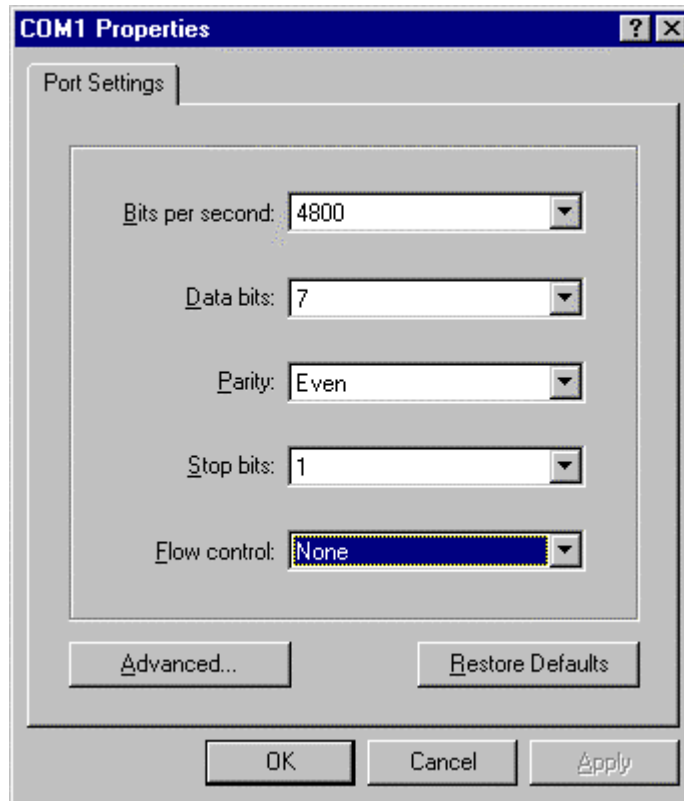 COM1 Properties
Port Settings
Bits per second: 4800
Data bits: 7
Parity: Even
Stop bits: 1
Flow control: None
Advanced... Restore Defaults
OK Cancel Apply